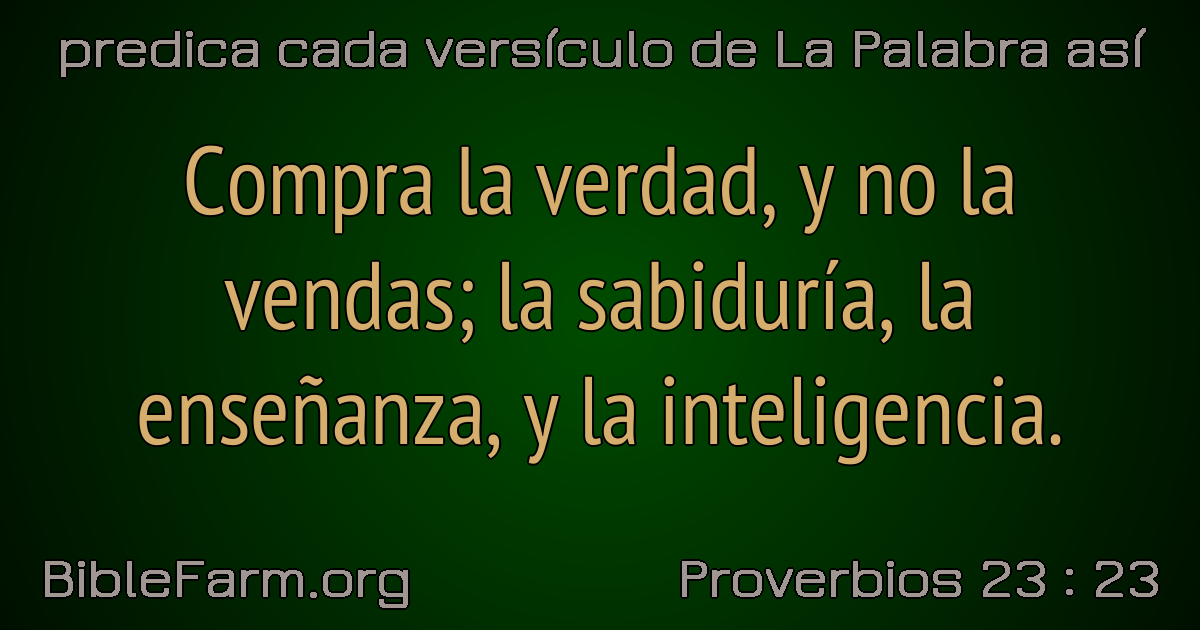 predica cada versículo de La Palabra así
Compra la verdad, y no la
vendas; la sabiduría, la
enseñanza, y la inteligencia.
BibleFarm.org
Proverbios 23 : 23